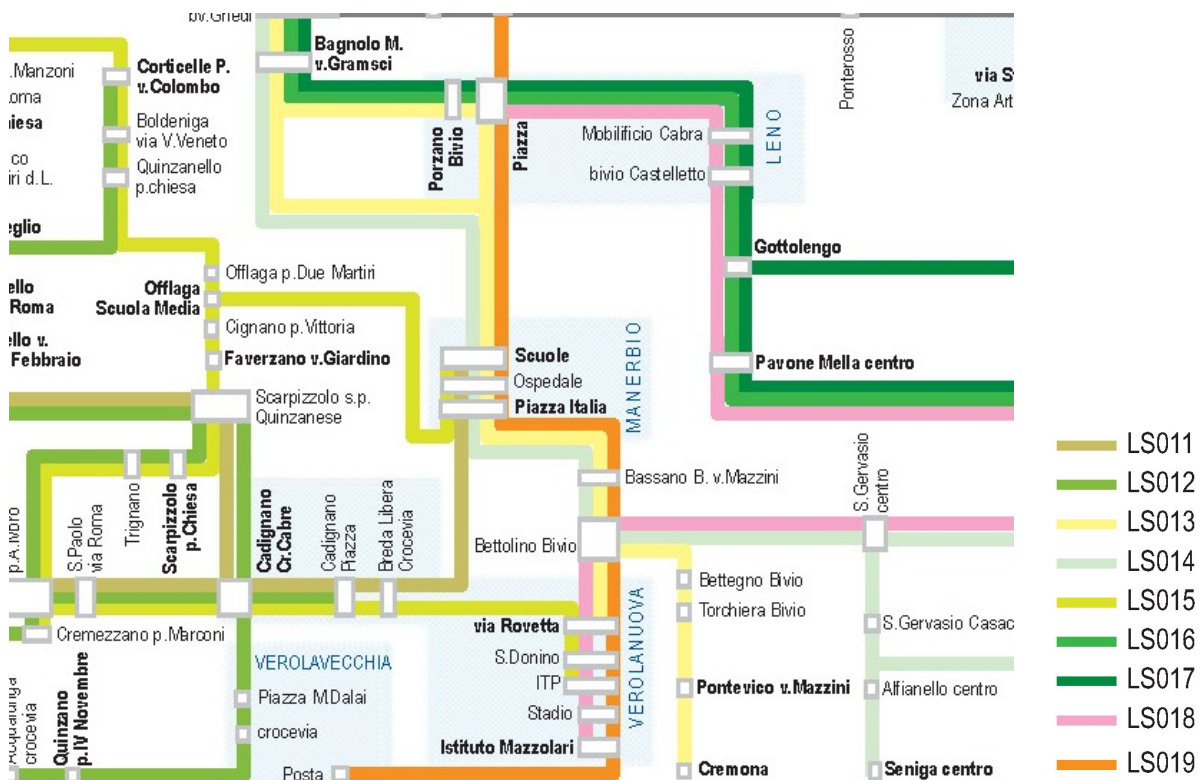 Bagnolo M.
v.Gramsci
.Manzoni
Corticelle P.
v.Colombo
Boldeniga
via V.Veneto
Quinzanello
p.chiesa
co
iri d.L.
Porzano
Bivio
Piazza
Mobilificio Cabra
bivio Castelletto
LENO
Ponterosso
Zona Art
Gottolengo
Pavone Mella centro
Offlaga p.Due Martiri
Offlaga
Scuola Media
Cignano p.Vittoria
Faverzano v.Giardino
ello
Roma
ello v.
Febbraio
eglio
Scarpizzolo s.p.
Quinzanese
Scuole
Ospedale
Piazza Italia
MANERBIO
Bassano B. v.Mazzini
S.Gervasio
centro
Trignano
Scarpizzolo
p.Chiesa
S.Paolo
via Roma
Cadignano
Cr.Cabre
Cadignano
Piazza
Breda Libera
Crocevia
Bettolino Bivio
Bettegno Bivio
Torchiera Bivio
S.Gervasio Casac
Cremezzano p.Marconi
via Rovetta
S.Donino
ITP
Stadio
Istituto Mazzolari
VEROLANUOVA
VEROLAVECCHIA
Piazza M.Dalai
crocevia
Posta
Pontevico v.Mazzini
Alfianello centro
crocevia
Quinzano
p.IV Novembre
Cremona
Seniga centro
LS011
LS012
LS013
LS014
LS015
LS016
LS017
LS018
LS019